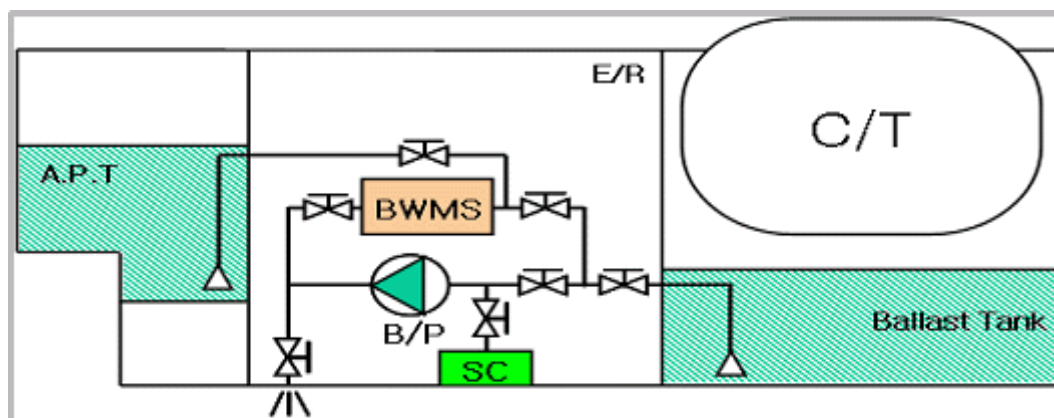 E/R
C/T
A.P.T
BWMS
B/P
Ballast Tank
SC